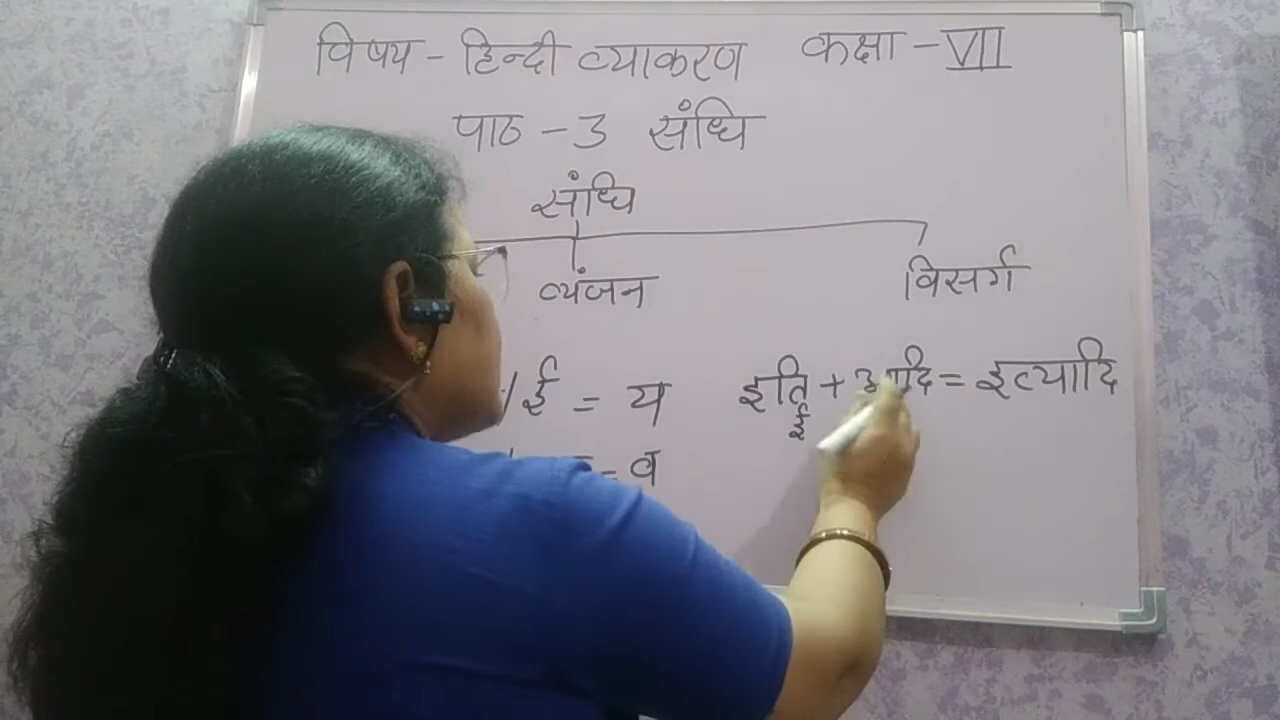 विषय - हिन्दी व्याकरण कक्षा - VII
पाठ - 3 संधि
संधि
व्यंजन विसर्ग
/ ई = य इति + आदि = इत्यादि
ई
= व